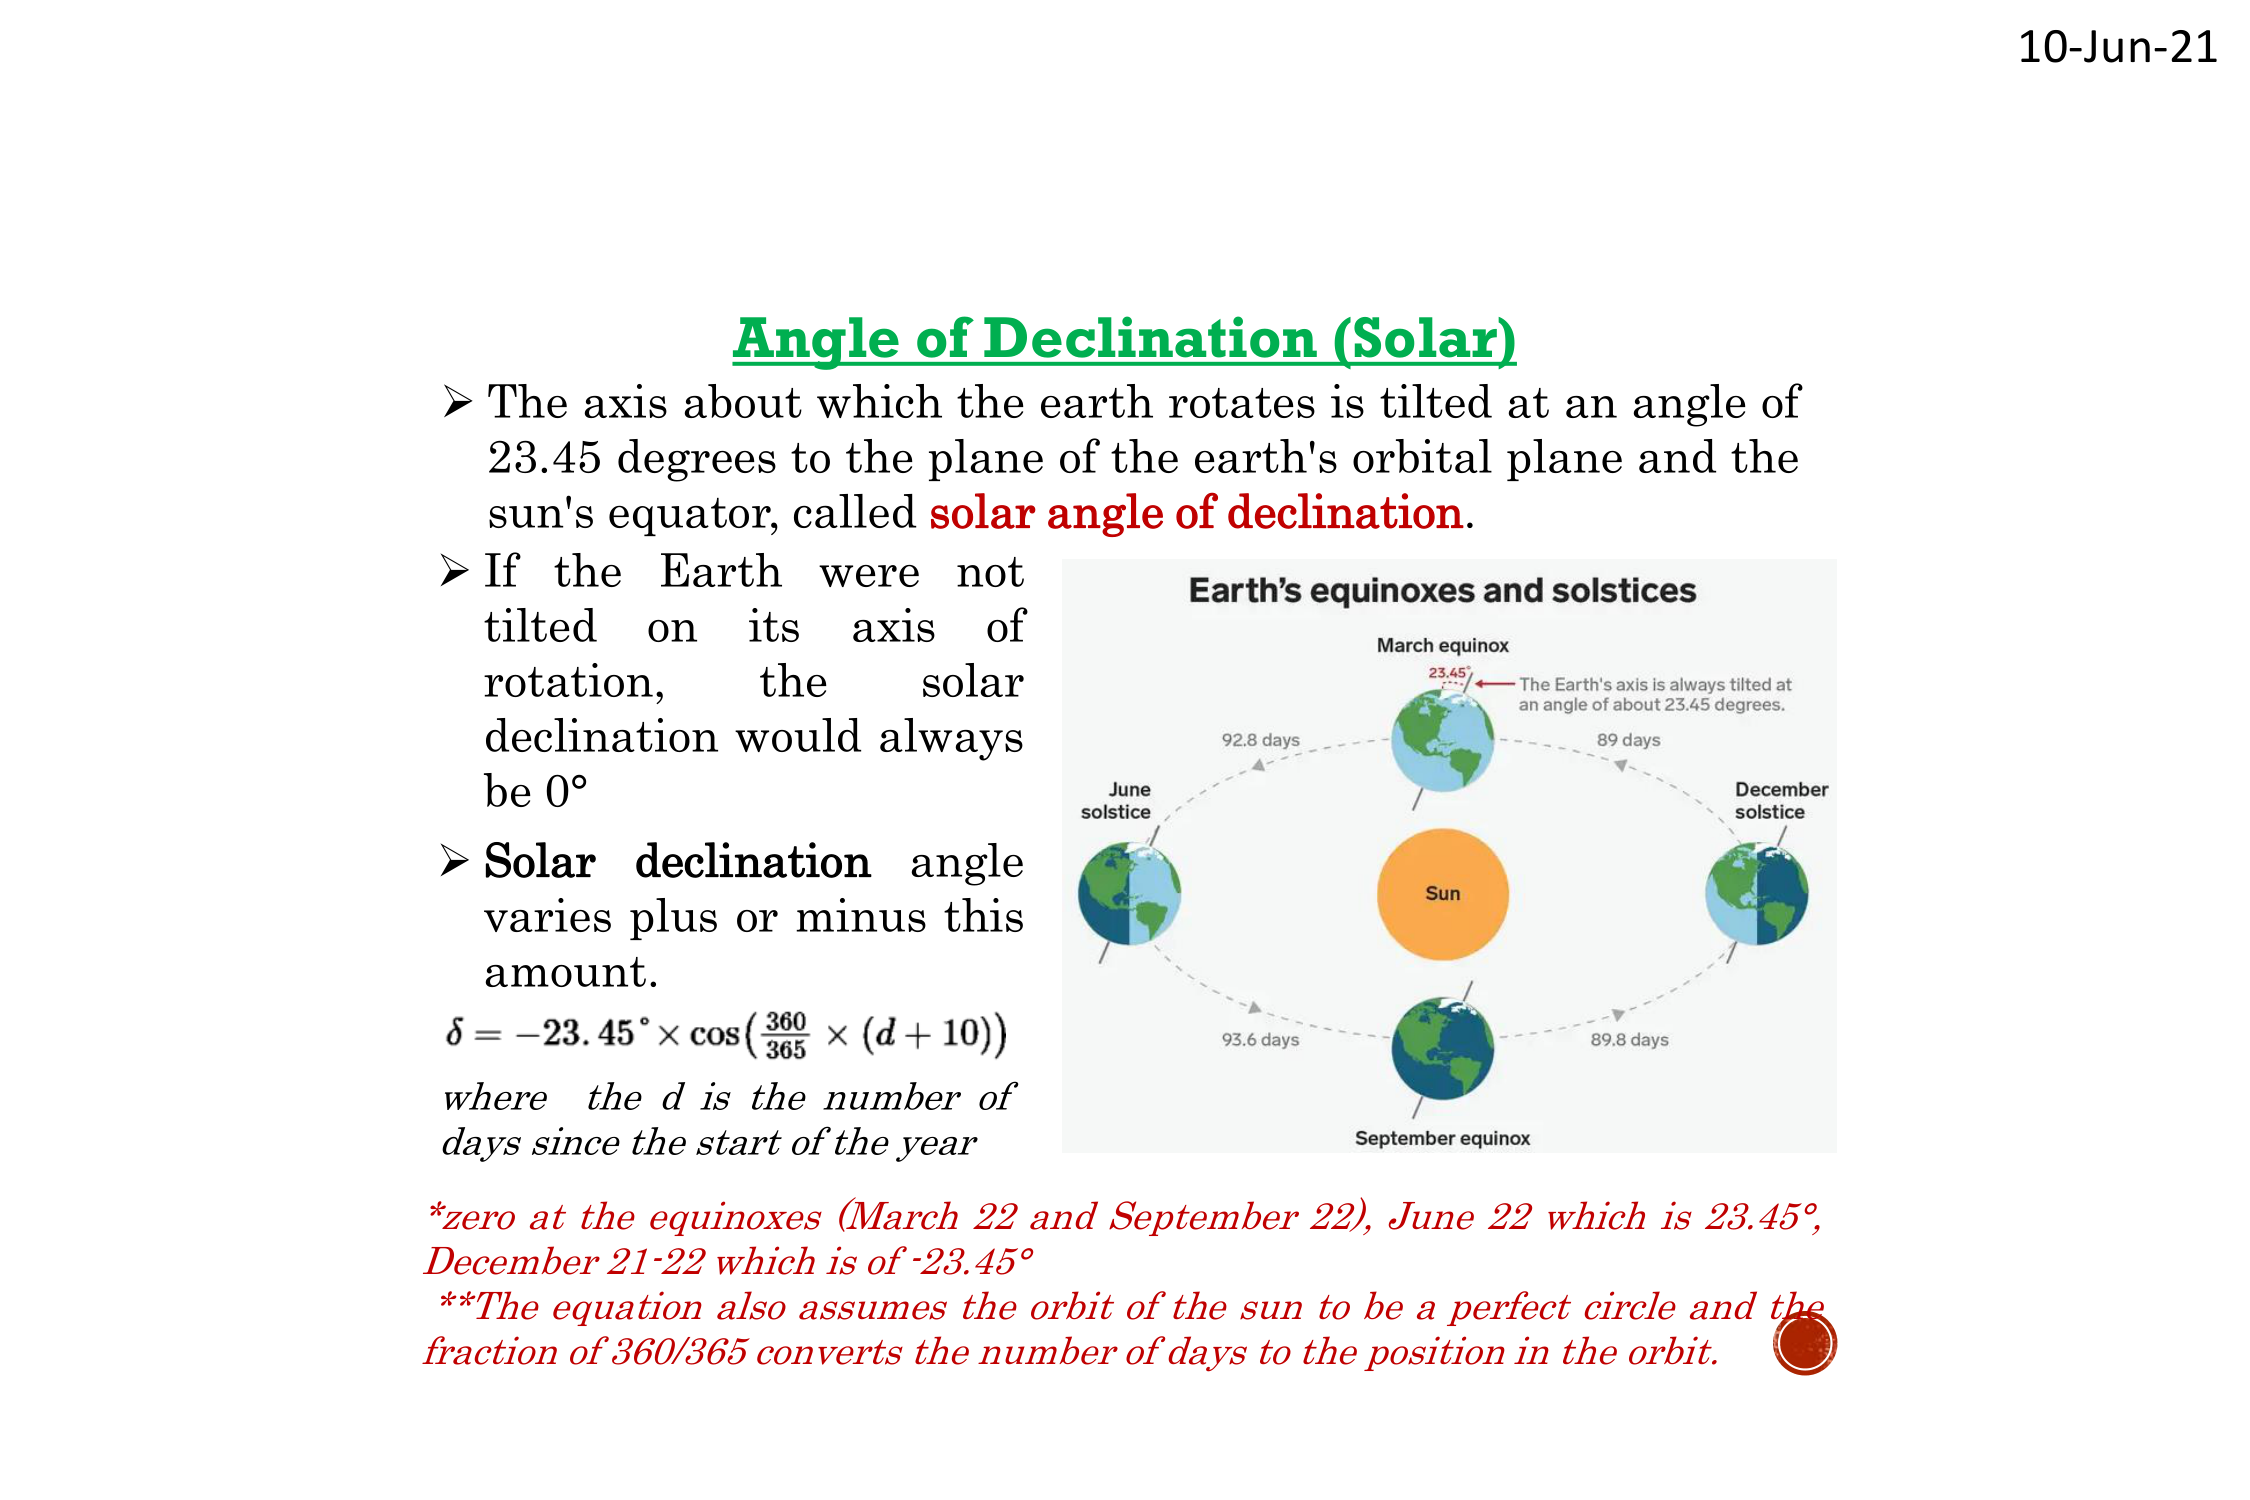 10-Jun-21
Angle of Declination (Solar)
➢ The axis about which the earth rotates is tilted at an angle of
23.45 degrees to the plane of the earth's orbital plane and the
sun's equator, called solar angle of declination.
➢ If the Earth were not
tilted on its axis of
rotation, the solar
declination would always
be 0°
➢ Solar declination angle
varies plus or minus this
amount.
δ = −23.45° × cos(360/365 × (d + 10))
where the d is the number of
days since the start of the year
Earth's equinoxes and solstices
March equinox
23.45°
The Earth's axis is always tilted at
an angle of about 23.45 degrees.
92.8 days
89 days
June
solstice
December
solstice
Sun
93.6 days
89.8 days
September equinox
*zero at the equinoxes (March 22 and September 22), June 22 which is 23.45°,
December 21-22 which is of -23.45°
**The equation also assumes the orbit of the sun to be a perfect circle and the
fraction of 360/365 converts the number of days to the position in the orbit.